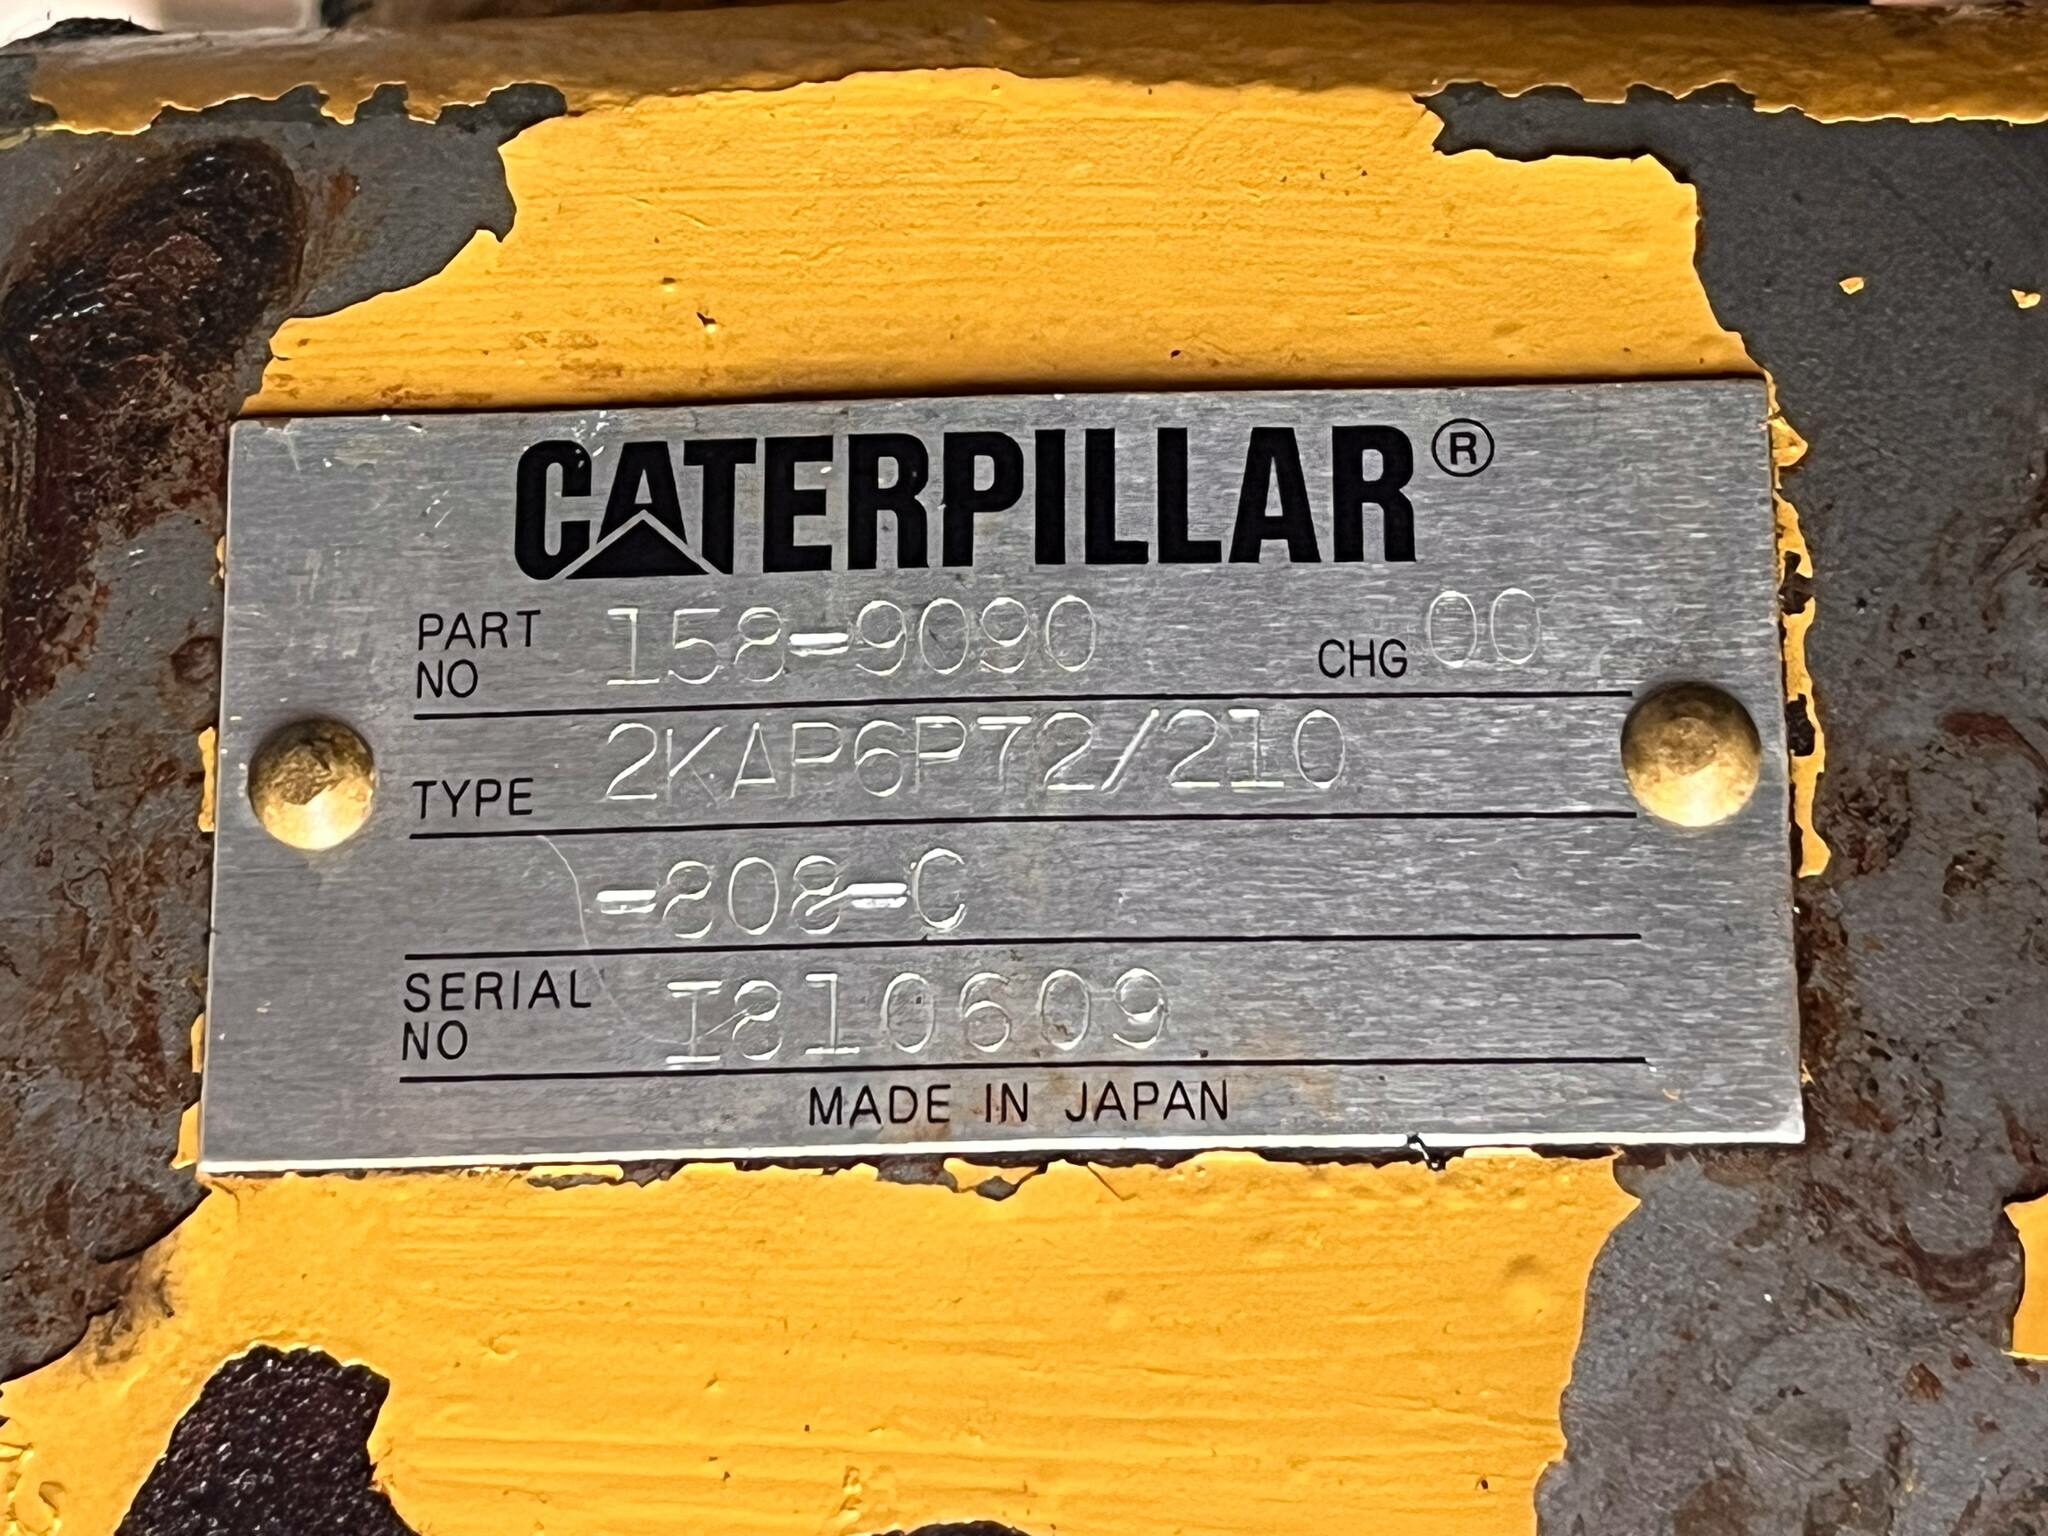 CATERPILLAR®
PART NO 158-9090 CHG 00
TYPE 2KAP6P72/210
-808-C
SERIAL NO I810609
MADE IN JAPAN